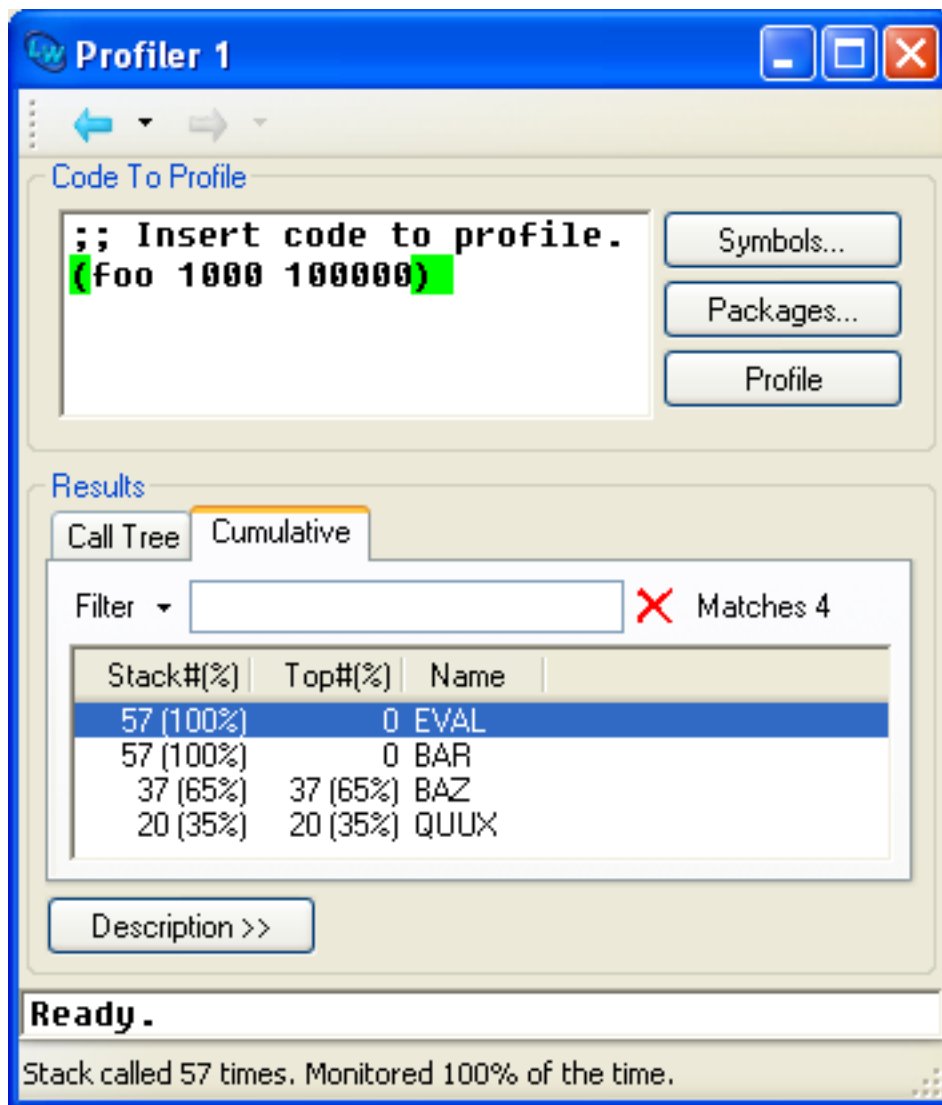 LW Profiler 1
Code To Profile
;; Insert code to profile.
(foo 1000 100000)
Symbols...
Packages...
Profile
Results
Call Tree Cumulative
Filter Matches 4
Stack#(%) Top#(%) Name
57 (100%) 0 EVAL
57 (100%) 0 BAR
37 (65%) 37 (65%) BAZ
20 (35%) 20 (35%) QUUX
Description >>
Ready.
Stack called 57 times. Monitored 100% of the time.